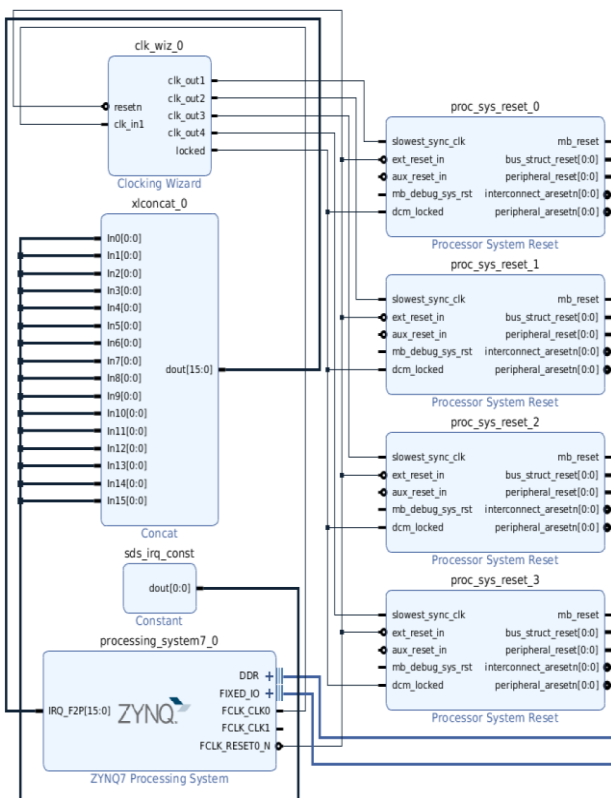 clk_wiz_0
clk_out1
clk_out2
resetn
clk_out3
clk_in1
clk_out4
locked
Clocking Wizard
xlconcat_0
In0[0:0]
In1[0:0]
In2[0:0]
In3[0:0]
In4[0:0]
In5[0:0]
In6[0:0]
In7[0:0]
dout[15:0]
In8[0:0]
In9[0:0]
In10[0:0]
In11[0:0]
In12[0:0]
In13[0:0]
In14[0:0]
In15[0:0]
Concat
sds_irq_const
dout[0:0]
Constant
processing_system7_0
DDR
FIXED_IO
IRQ_F2P[15:0]
ZYNQ
FCLK_CLK0
FCLK_CLK1
FCLK_RESET0_N
ZYNQ7 Processing System
proc_sys_reset_0
slowest_sync_clk mb_reset
ext_reset_in bus_struct_reset[0:0]
aux_reset_in peripheral_reset[0:0]
mb_debug_sys_rst interconnect_aresetn[0:0]
dcm_locked peripheral_aresetn[0:0]
Processor System Reset
proc_sys_reset_1
slowest_sync_clk mb_reset
ext_reset_in bus_struct_reset[0:0]
aux_reset_in peripheral_reset[0:0]
mb_debug_sys_rst interconnect_aresetn[0:0]
dcm_locked peripheral_aresetn[0:0]
Processor System Reset
proc_sys_reset_2
slowest_sync_clk mb_reset
ext_reset_in bus_struct_reset[0:0]
aux_reset_in peripheral_reset[0:0]
mb_debug_sys_rst interconnect_aresetn[0:0]
dcm_locked peripheral_aresetn[0:0]
Processor System Reset
proc_sys_reset_3
slowest_sync_clk mb_reset
ext_reset_in bus_struct_reset[0:0]
aux_reset_in peripheral_reset[0:0]
mb_debug_sys_rst interconnect_aresetn[0:0]
dcm_locked peripheral_aresetn[0:0]
Processor System Reset